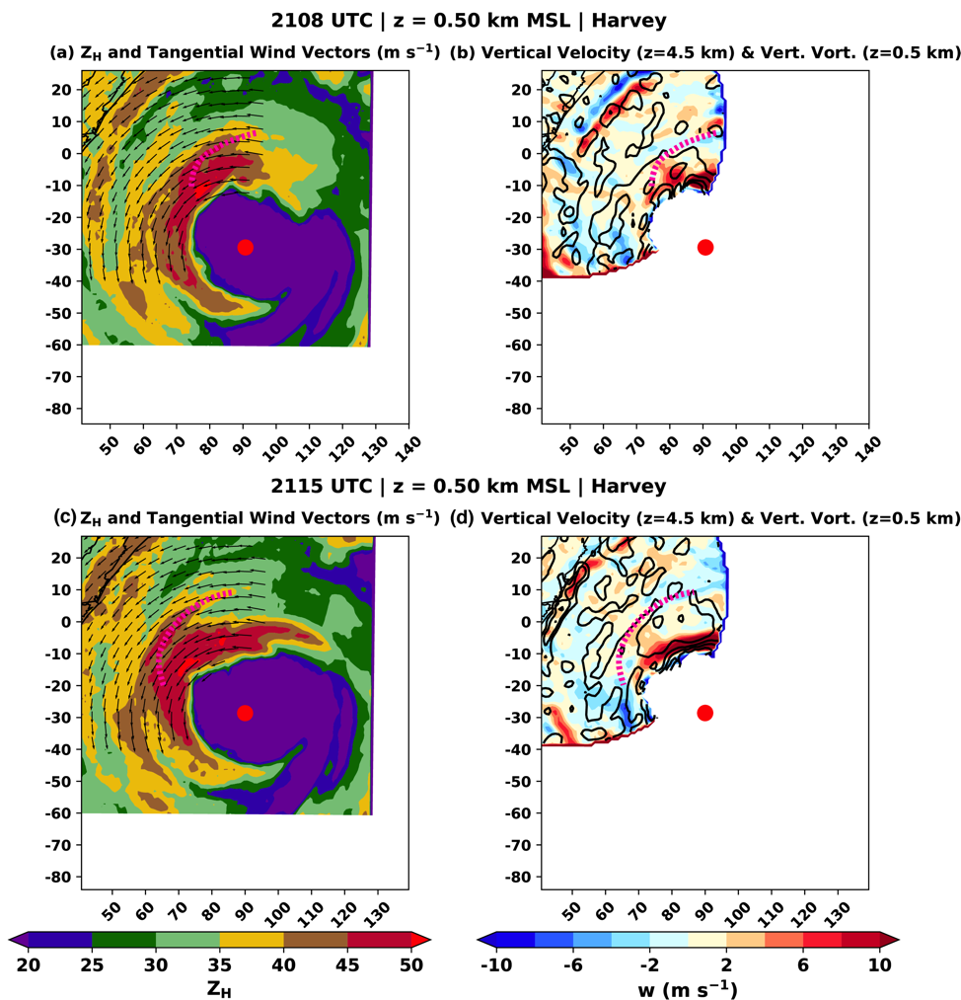 2108 UTC | z = 0.50 km MSL | Harvey
(a) Z_H and Tangential Wind Vectors (m s⁻¹) (b) Vertical Velocity (z=4.5 km) & Vert. Vort. (z=0.5 km)
20 20
10 10
0 0
-10 -10
-20 -20
-30 -30
-40 -40
-50 -50
-60 -60
-70 -70
-80 -80
50 60 70 80 90 100 110 120 130 140 50 60 70 80 90 100 110 120 130 140
2115 UTC | z = 0.50 km MSL | Harvey
(c) Z_H and Tangential Wind Vectors (m s⁻¹) (d) Vertical Velocity (z=4.5 km) & Vert. Vort. (z=0.5 km)
20 20
10 10
0 0
-10 -10
-20 -20
-30 -30
-40 -40
-50 -50
-60 -60
-70 -70
-80 -80
50 60 70 80 90 100 110 120 130 50 60 70 80 90 100 110 120 130
20 25 30 35 40 45 50 -10 -6 -2 2 6 10
Z_H w (m s⁻¹)